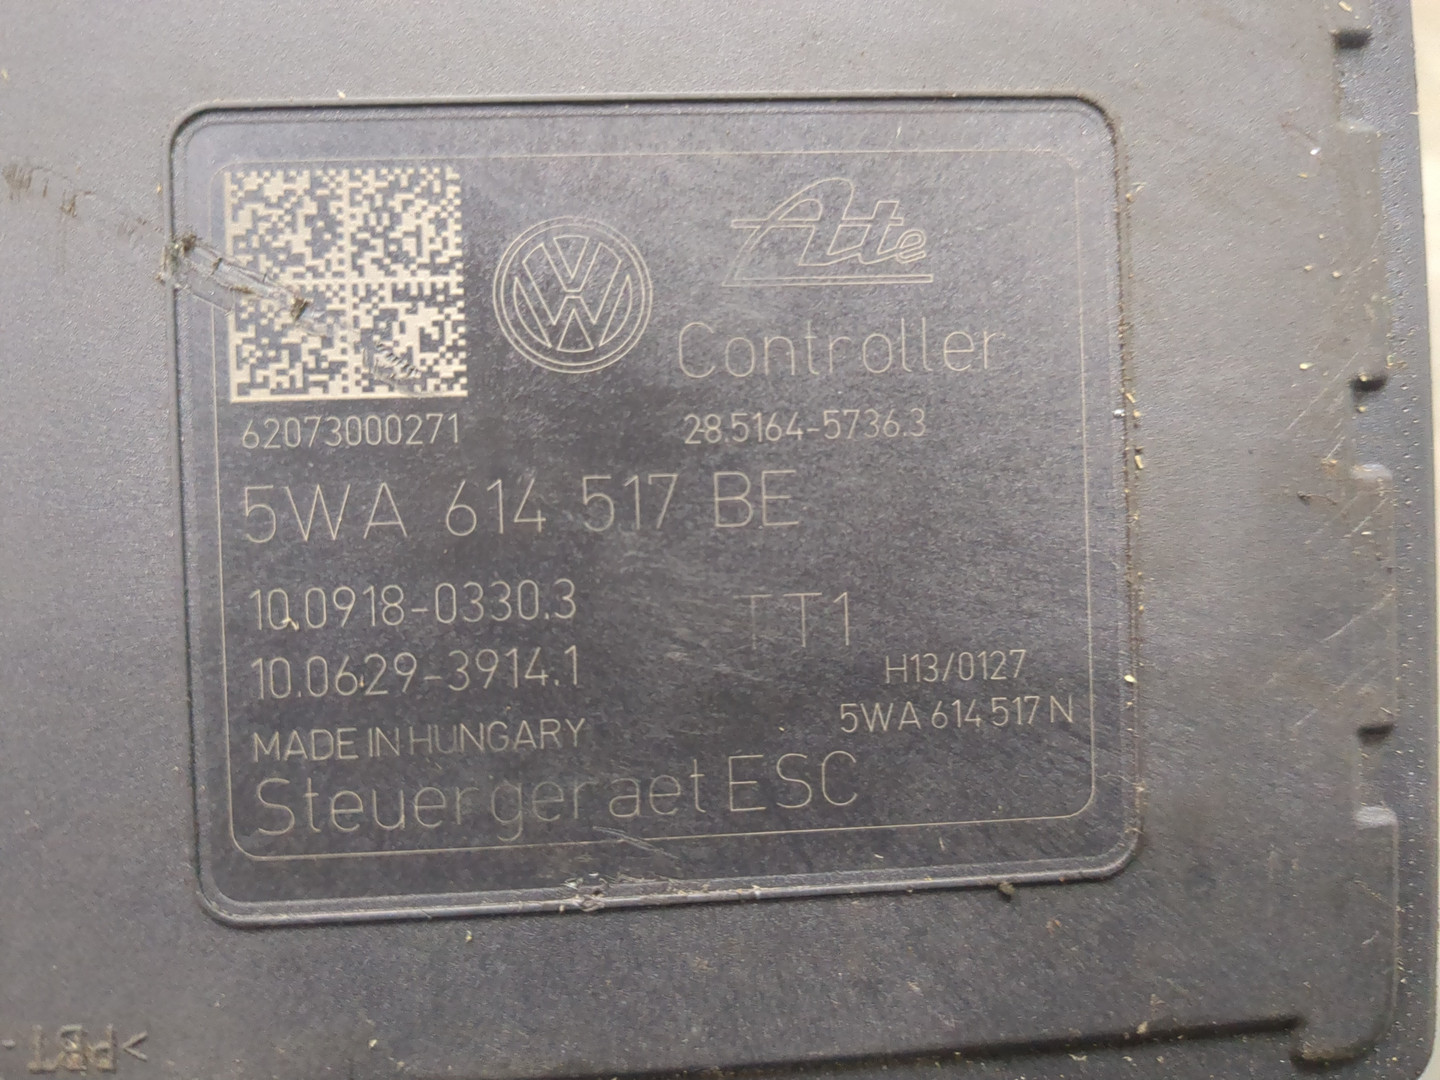 Ate
Controller
62073000271
28.5164-5736.3
5WA 614 517 BE
10.0918-0330.3
TT1
10.0629-3914.1
H13/0127
5WA 614 517 N
MADE IN HUNGARY
Steuergeraet ESC
>PBT-